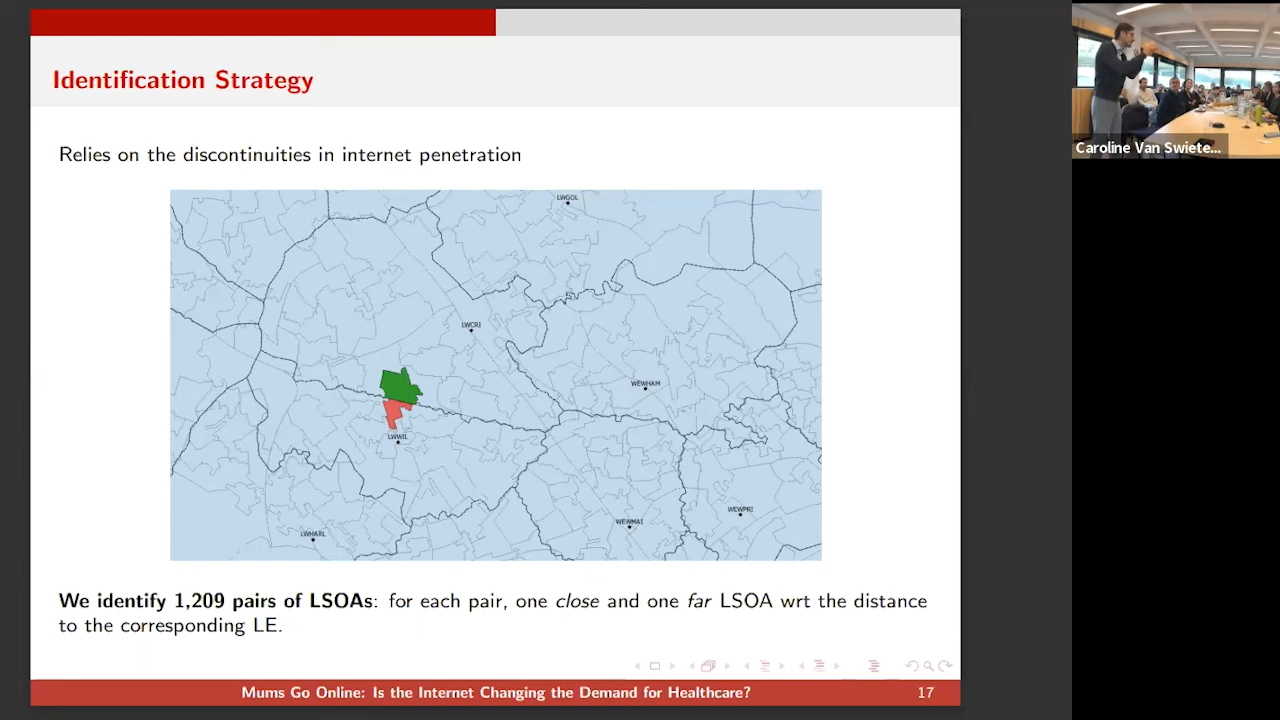 Identification Strategy
Relies on the discontinuities in internet penetration
LWGOL
LWCRI
WEWHAM
LWWIL
WEWPRI
WEWMAI
LWHARL
We identify 1,209 pairs of LSOAs: for each pair, one close and one far LSOA wrt the distance
to the corresponding LE.
Mums Go Online: Is the Internet Changing the Demand for Healthcare?
17
Caroline Van Swiete...